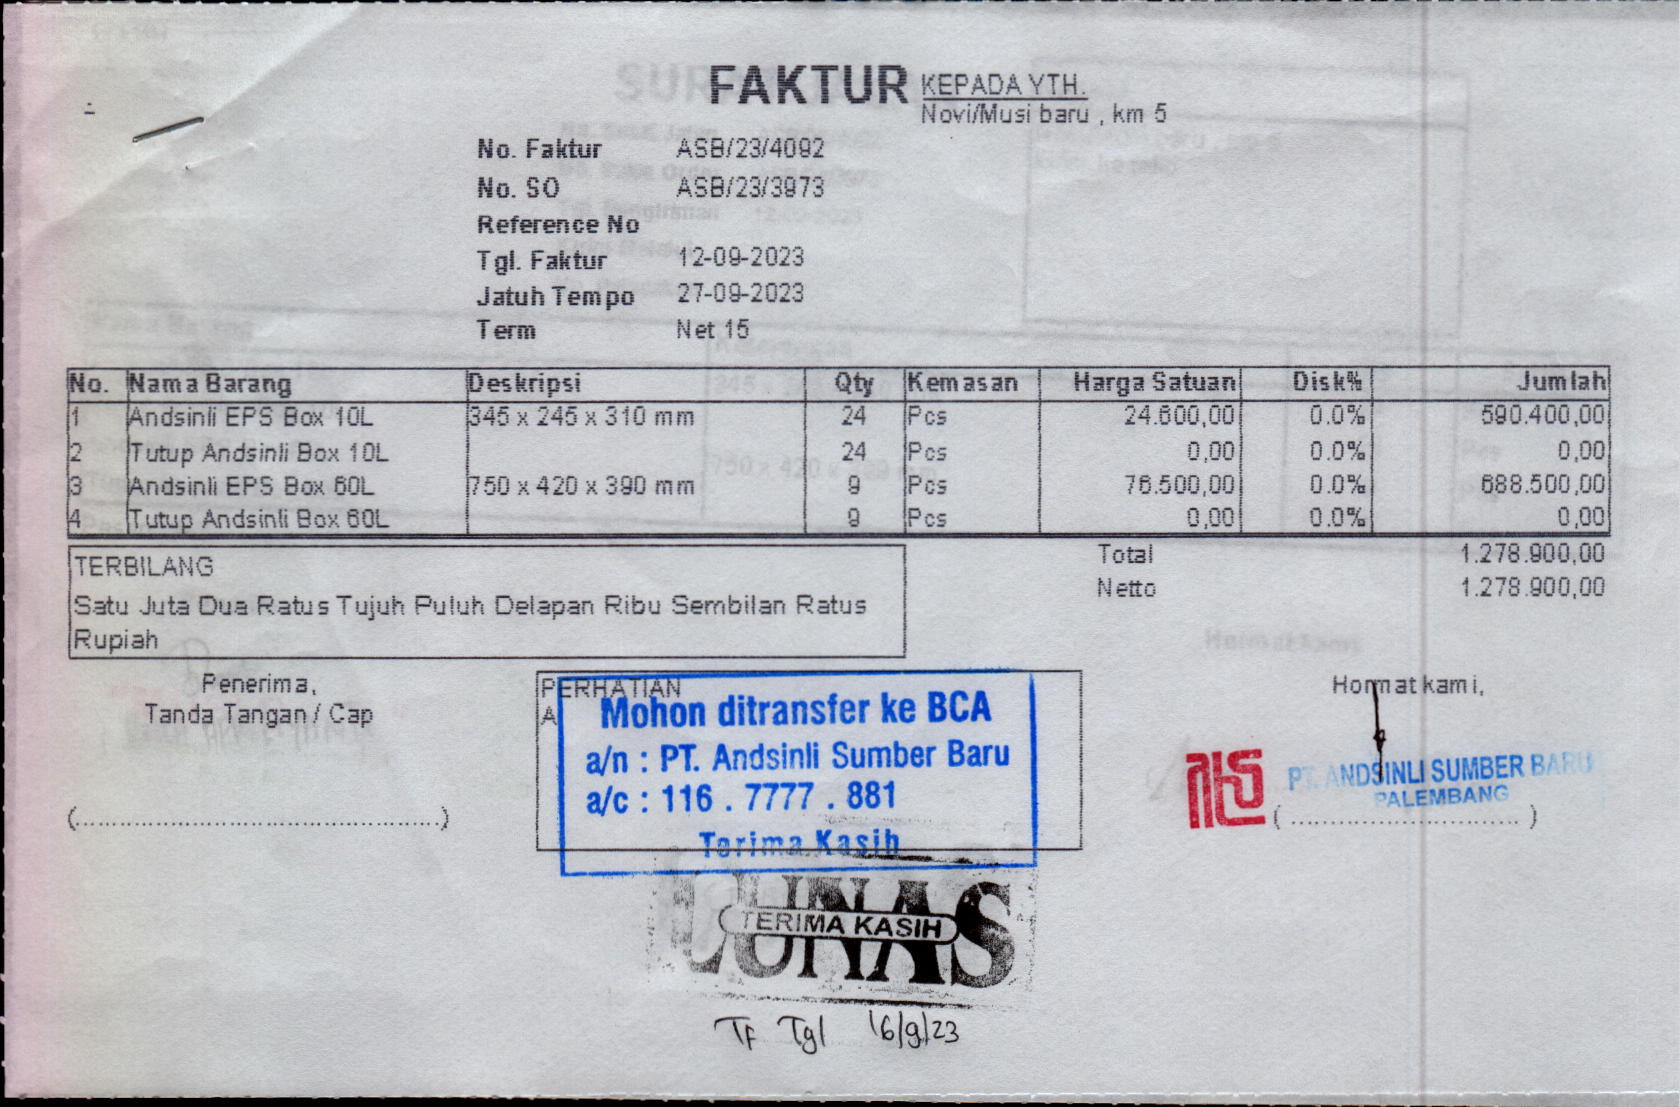 FAKTUR
KEPADA YTH.
Novi/Musi baru , km 5
No. Faktur ASB/23/4092
No. SO ASB/23/3973
Reference No
Tgl. Faktur 12-09-2023
Jatuh Tempo 27-09-2023
Term Net 15
No. Nama Barang Deskripsi Qty Kemasan Harga Satuan Disk% Jumlah
1 Andsinli EPS Box 10L 345 x 245 x 310 mm 24 Pcs 24.600,00 0.0% 590.400,00
2 Tutup Andsinli Box 10L 24 Pcs 0,00 0.0% 0,00
3 Andsinli EPS Box 60L 750 x 420 x 390 mm 9 Pcs 76.500,00 0.0% 688.500,00
4 Tutup Andsinli Box 60L 9 Pcs 0,00 0.0% 0,00
Total 1.278.900,00
Netto 1.278.900,00
TERBILANG
Satu Juta Dua Ratus Tujuh Puluh Delapan Ribu Sembilan Ratus
Rupiah
Penerima,
Tanda Tangan / Cap
(..........................................)
PERHATIAN
A
Mohon ditransfer ke BCA
a/n : PT. Andsinli Sumber Baru
a/c : 116 . 7777 . 881
Terima Kasih
Hormat kami,
PT. ANDSINLI SUMBER BARU
PALEMBANG
( .............................. )
LUNAS
TERIMA KASIH
TF Tgl 16/9/23